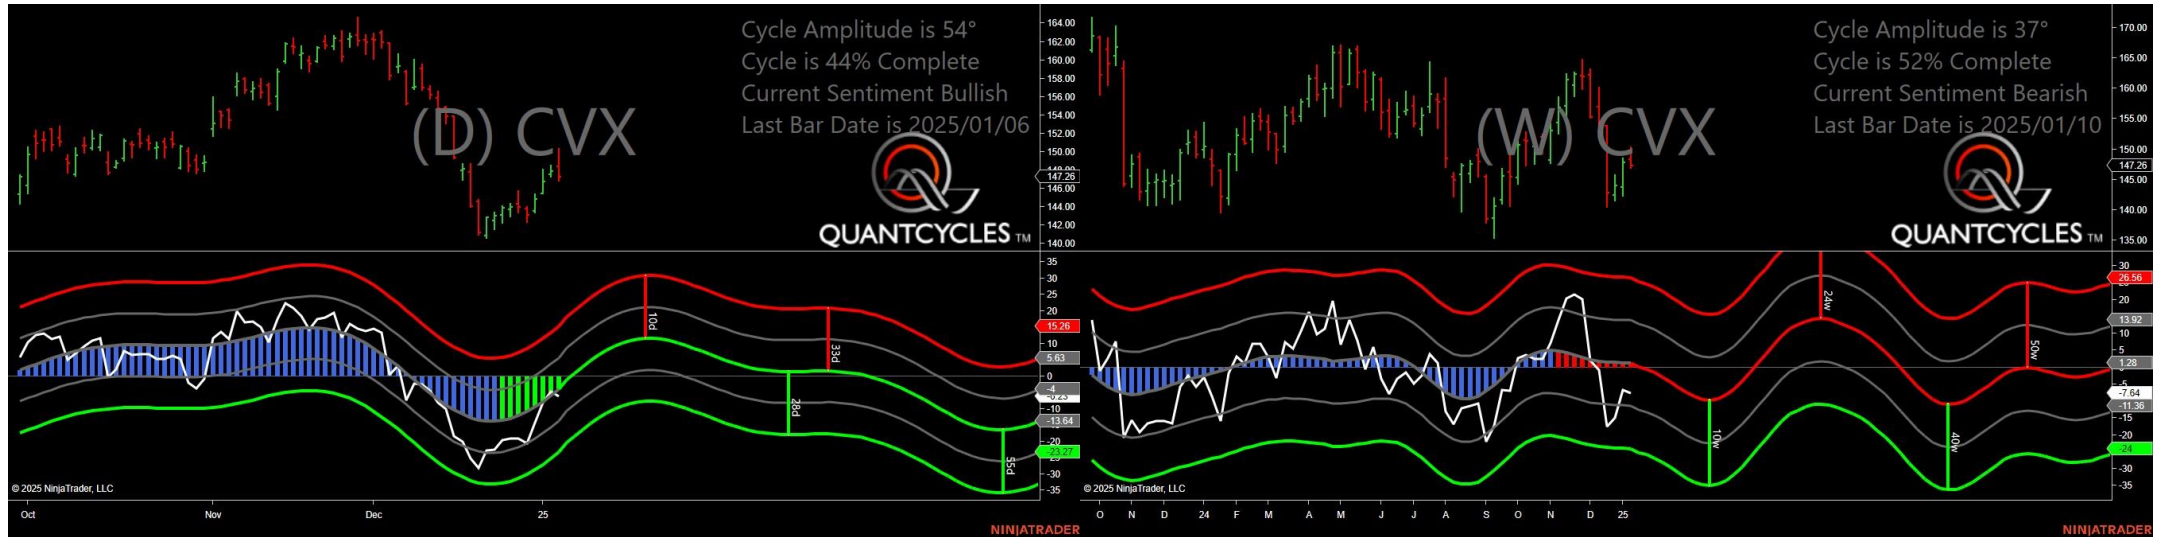 Cycle Amplitude is 54°
Cycle is 44% Complete
Current Sentiment Bullish
Last Bar Date is 2025/01/06
(D) CVX
QUANTCYCLES TM
164.00
162.00
160.00
158.00
156.00
154.00
152.00
150.00
147.26
146.00
144.00
142.00
140.00
35
30
25
20
15.26
10
5.63
0
-4
-10
-13.64
-20
-23.27
-30
-35
10d
33d
28d
55d
© 2025 NinjaTrader, LLC
Oct
Nov
Dec
25
NINJATRADER
Cycle Amplitude is 37°
Cycle is 52% Complete
Current Sentiment Bearish
Last Bar Date is 2025/01/10
(W) CVX
QUANTCYCLES TM
170.00
165.00
160.00
155.00
150.00
147.26
145.00
140.00
135.00
30
26.56
20
13.92
10
5
1.28
-5
-7.64
-11.36
-15
-20
-24
-30
-35
24w
50w
10w
40w
© 2025 NinjaTrader, LLC
O N D 24 F M A M J J A S O N D 25
NINJATRADER